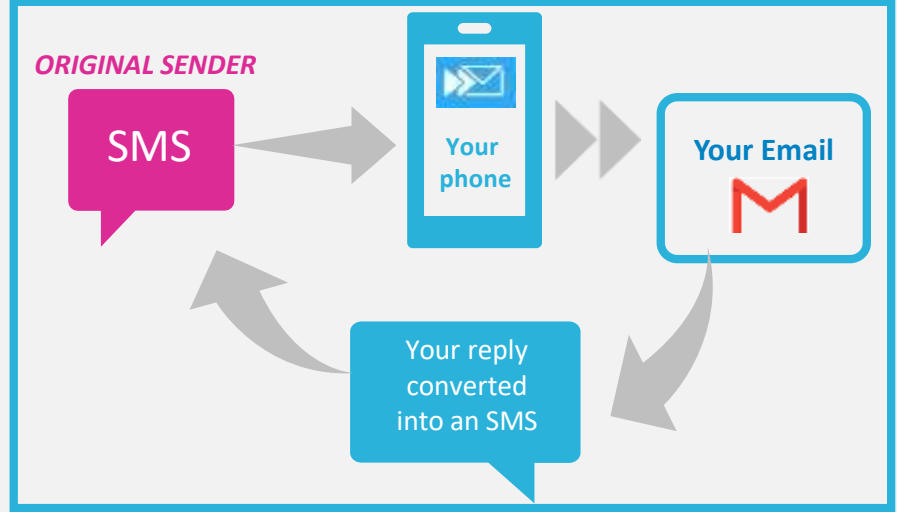 ORIGINAL SENDER
SMS
Your
phone
Your Email
Your reply
converted
into an SMS